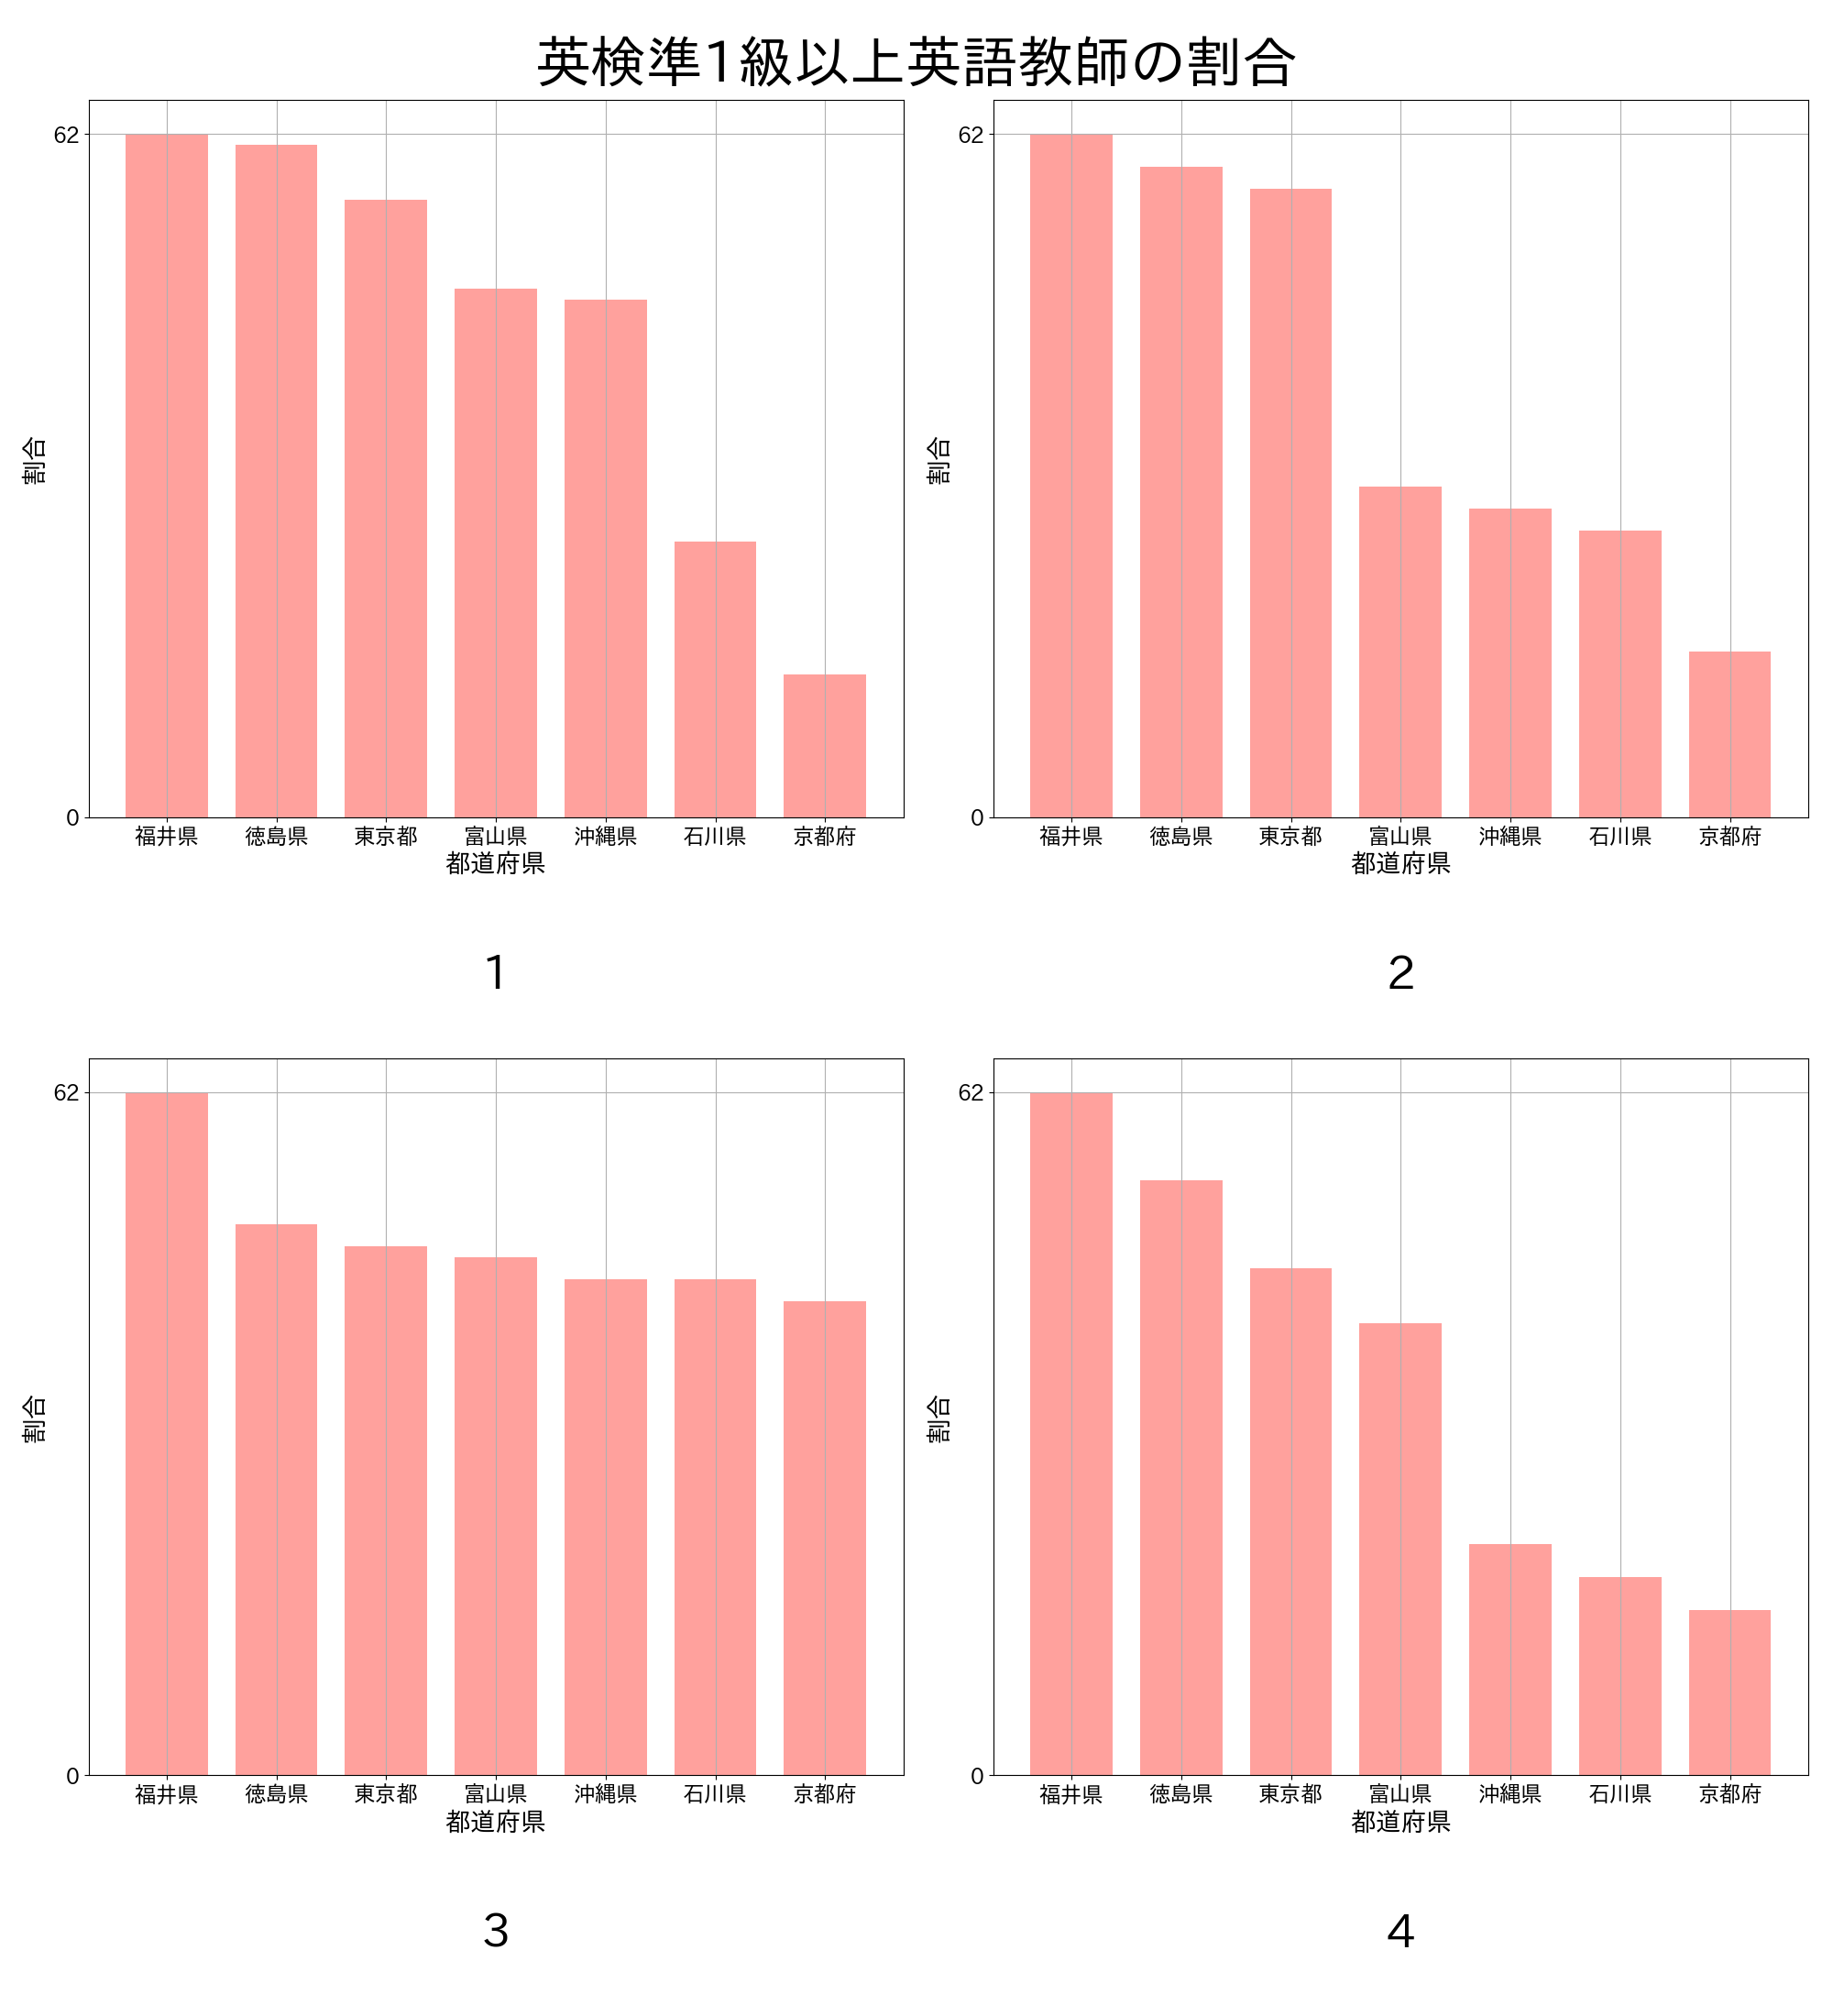 英検準1級以上英語教師の割合
62
0
割合
福井県 徳島県 東京都 富山県 沖縄県 石川県 京都府
都道府県
1
62
0
割合
福井県 徳島県 東京都 富山県 沖縄県 石川県 京都府
都道府県
2
62
0
割合
福井県 徳島県 東京都 富山県 沖縄県 石川県 京都府
都道府県
3
62
0
割合
福井県 徳島県 東京都 富山県 沖縄県 石川県 京都府
都道府県
4